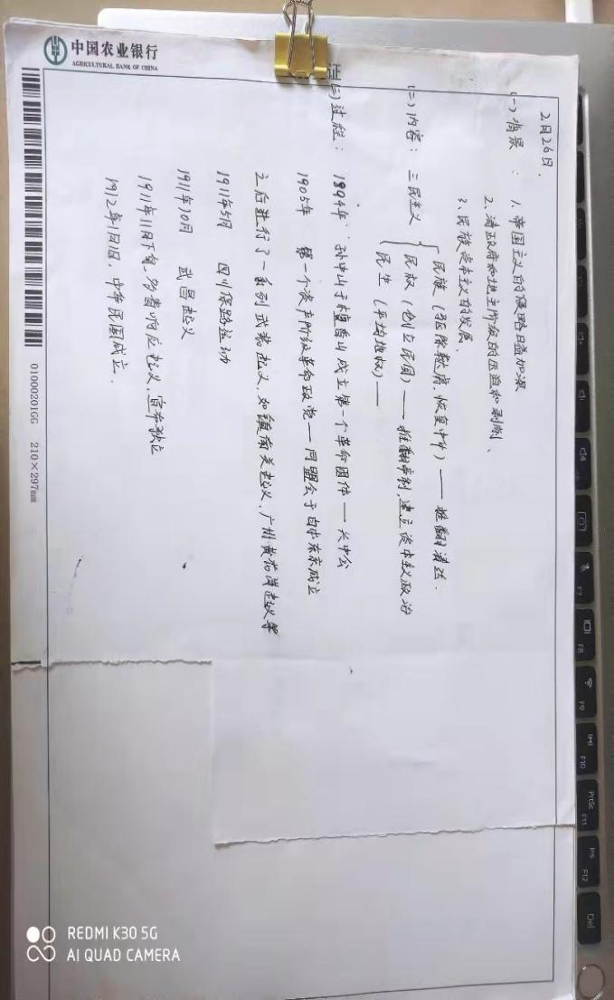 中国农业银行
AGRICULTURAL BANK OF CHINA
2月26日.
(一)背景：1、帝国主义的侵略日益加深
2、清政府和地主阶级的压迫和剥削、
3、民族资本主义的发展、
(二)内容：三民主义
民族（驱除鞑虏，恢复中华）——推翻清廷.
民权（创立民国）——推翻帝制,建立资本主义政治
民生（平均地权）——
(三)过程：1894年 孙中山于檀香山成立第一个革命团体——兴中会
1905年 第一个资产阶级革命政党——同盟会于日本东京成立
之后进行了一系列武装起义，如镇南关起义、广州黄花岗起义等
1911年5月 四川保路运动
1911年10月 武昌起义
1911年11月下旬,多省响应起义,宣布独立
1912年1月1日，中华民国成立.
01000201GG 210×297mm
F7
F8
F9
F10
PrtSc
F11
Ins
F12
Del
REDMI K30 5G
AI QUAD CAMERA